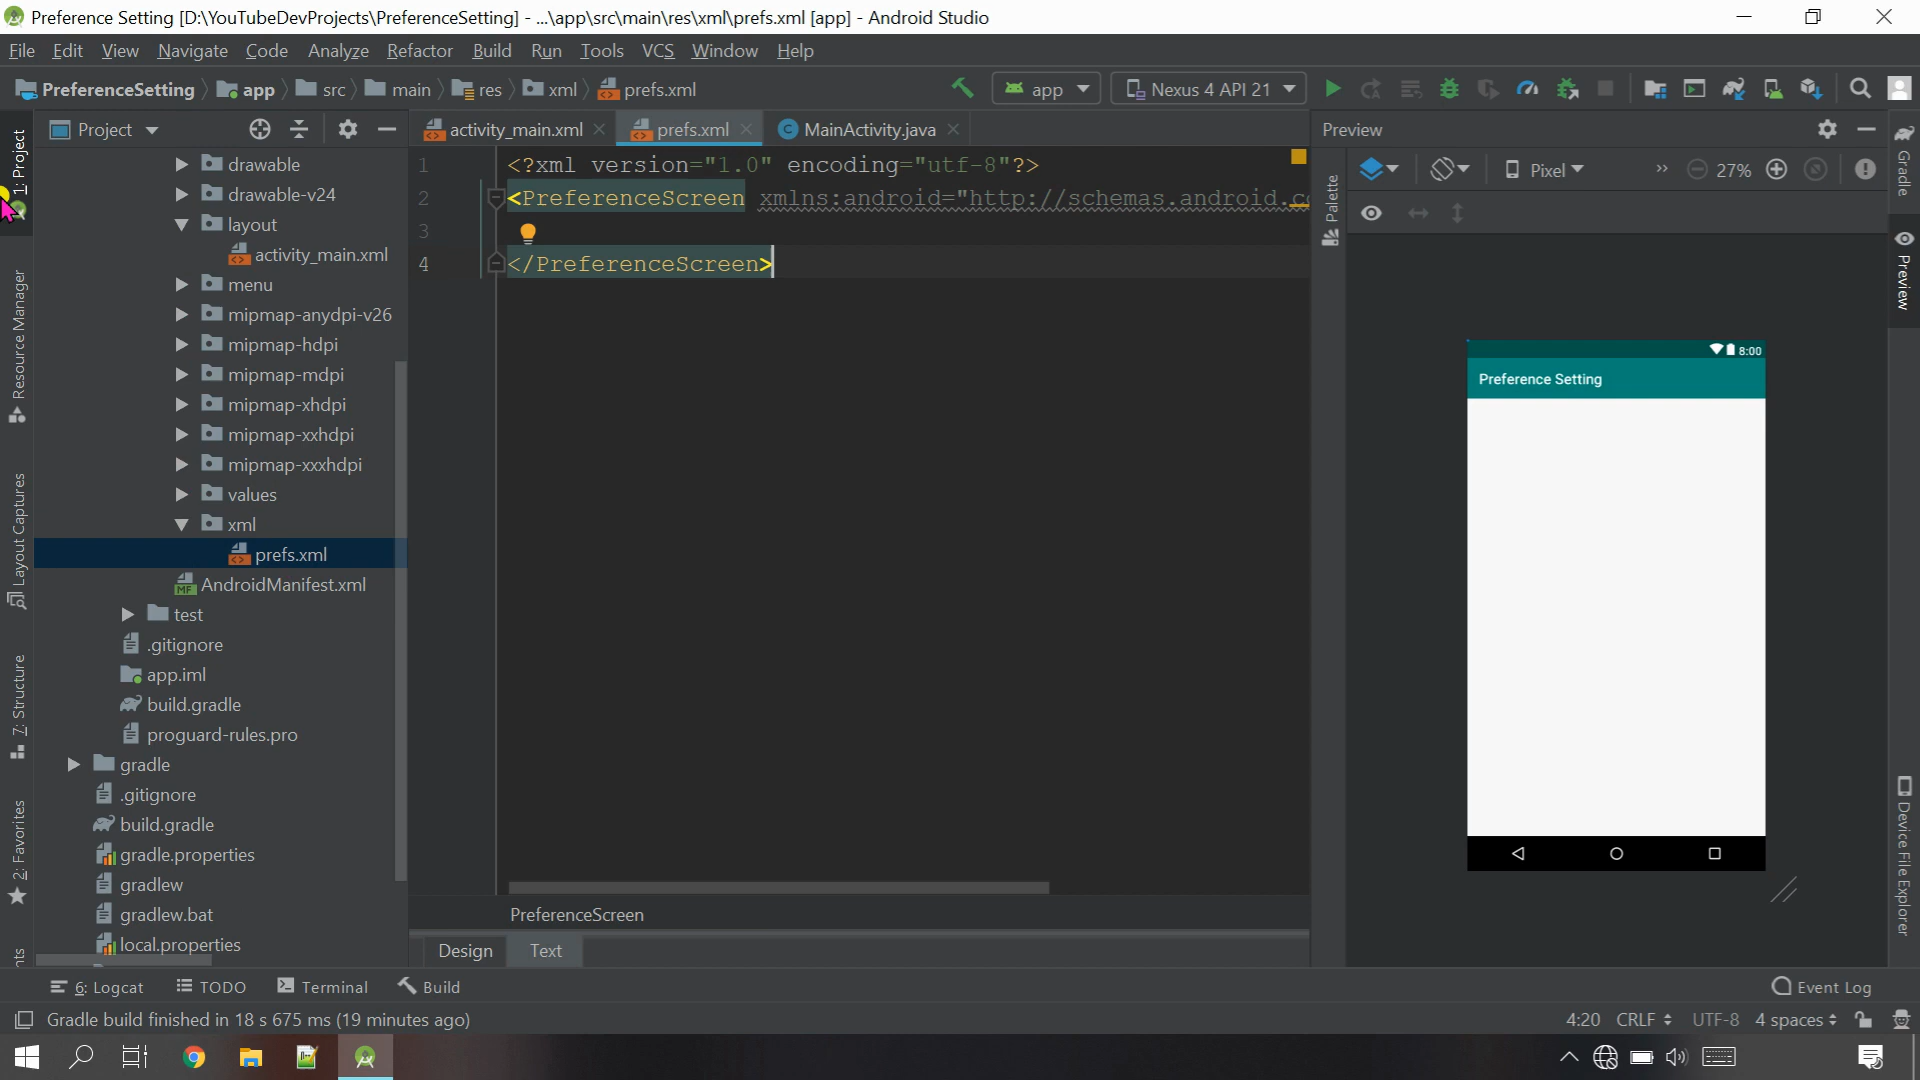 Preference Setting [D:\YouTubeDevProjects\PreferenceSetting] - ...\app\src\main\res\xml\prefs.xml [app] - Android Studio
File Edit View Navigate Code Analyze Refactor Build Run Tools VCS Window Help
PreferenceSetting app src main res xml prefs.xml
app Nexus 4 API 21
Project
activity_main.xml prefs.xml MainActivity.java
Preview
1: Project
Resource Manager
Layout Captures
7: Structure
2: Favorites
drawable
drawable-v24
layout
activity_main.xml
menu
mipmap-anydpi-v26
mipmap-hdpi
mipmap-mdpi
mipmap-xhdpi
mipmap-xxhdpi
mipmap-xxxhdpi
values
xml
prefs.xml
AndroidManifest.xml
test
.gitignore
app.iml
build.gradle
proguard-rules.pro
gradle
.gitignore
build.gradle
gradle.properties
gradlew
gradlew.bat
local.properties
1 <?xml version="1.0" encoding="utf-8"?>
2 <PreferenceScreen xmlns:android="http://schemas.android.co
3
4 </PreferenceScreen>
PreferenceScreen
Design Text
Palette
Pixel 27%
8:00
Preference Setting
Gradle
Preview
Device File Explorer
6: Logcat TODO Terminal Build Event Log
Gradle build finished in 18 s 675 ms (19 minutes ago)
4:20 CRLF UTF-8 4 spaces